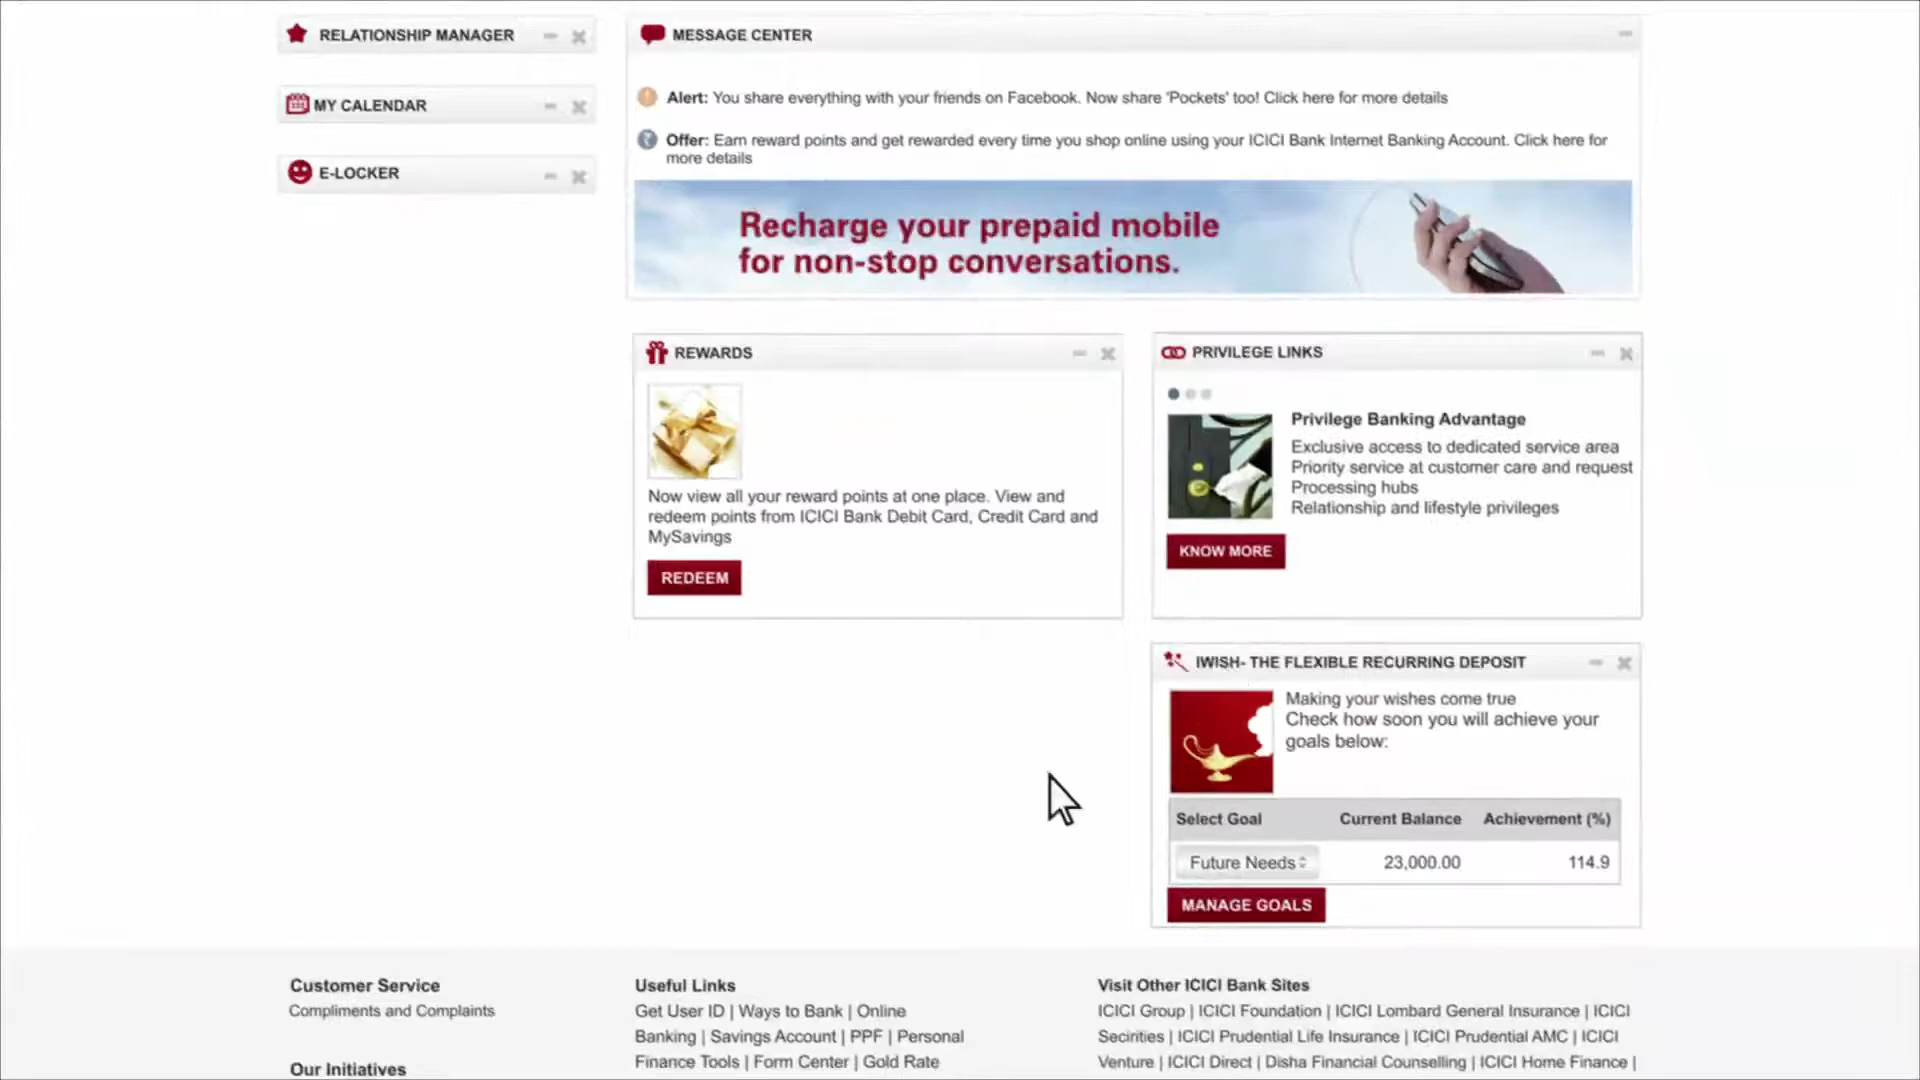 RELATIONSHIP MANAGER
MY CALENDAR
E-LOCKER
MESSAGE CENTER
Alert: You share everything with your friends on Facebook. Now share 'Pockets' too! Click here for more details
Offer: Earn reward points and get rewarded every time you shop online using your ICICI Bank Internet Banking Account. Click here for
more details
Recharge your prepaid mobile
for non-stop conversations.
REWARDS
Now view all your reward points at one place. View and
redeem points from ICICI Bank Debit Card, Credit Card and
MySavings
REDEEM
PRIVILEGE LINKS
Privilege Banking Advantage
Exclusive access to dedicated service area
Priority service at customer care and request
Processing hubs
Relationship and lifestyle privileges
KNOW MORE
IWISH- THE FLEXIBLE RECURRING DEPOSIT
Making your wishes come true
Check how soon you will achieve your
goals below:
Select Goal Current Balance Achievement (%)
Future Needs 23,000.00 114.9
MANAGE GOALS
Customer Service
Compliments and Complaints
Our Initiatives
Useful Links
Get User ID | Ways to Bank | Online
Banking | Savings Account | PPF | Personal
Finance Tools | Form Center | Gold Rate
Visit Other ICICI Bank Sites
ICICI Group | ICICI Foundation | ICICI Lombard General Insurance | ICICI
Secirities | ICICI Prudential Life Insurance | ICICI Prudential AMC | ICICI
Venture | ICICI Direct | Disha Financial Counselling | ICICI Home Finance |